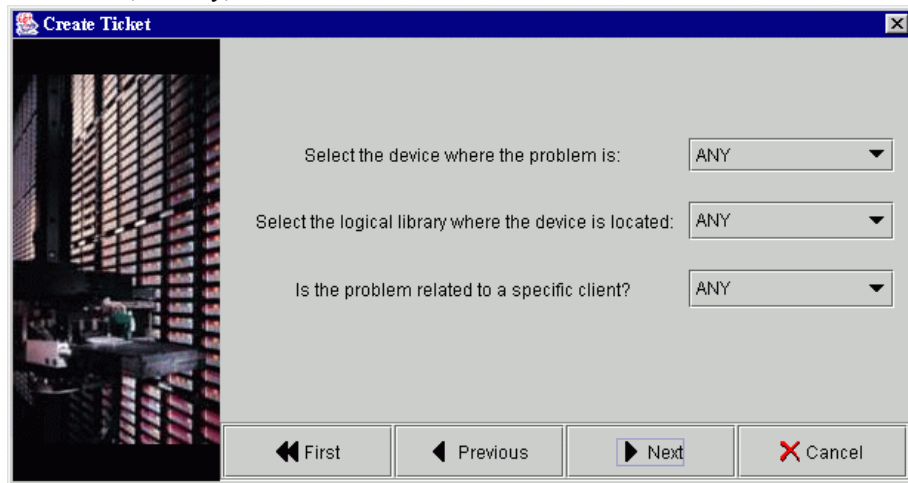 Create Ticket
Select the device where the problem is: ANY
Select the logical library where the device is located: ANY
Is the problem related to a specific client? ANY
First Previous Next Cancel